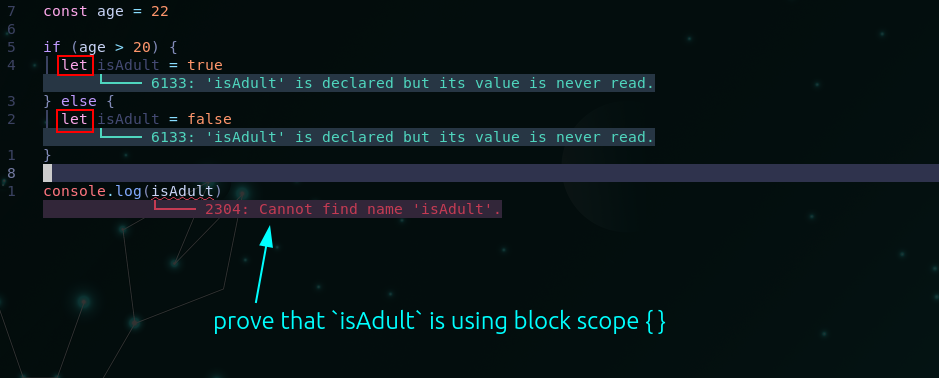 7 const age = 22
6
5 if (age > 20) {
4 let isAdult = true
6133: 'isAdult' is declared but its value is never read.
3 } else {
2 let isAdult = false
6133: 'isAdult' is declared but its value is never read.
1 }
8
1 console.log(isAdult)
2304: Cannot find name 'isAdult'.
prove that `isAdult` is using block scope { }